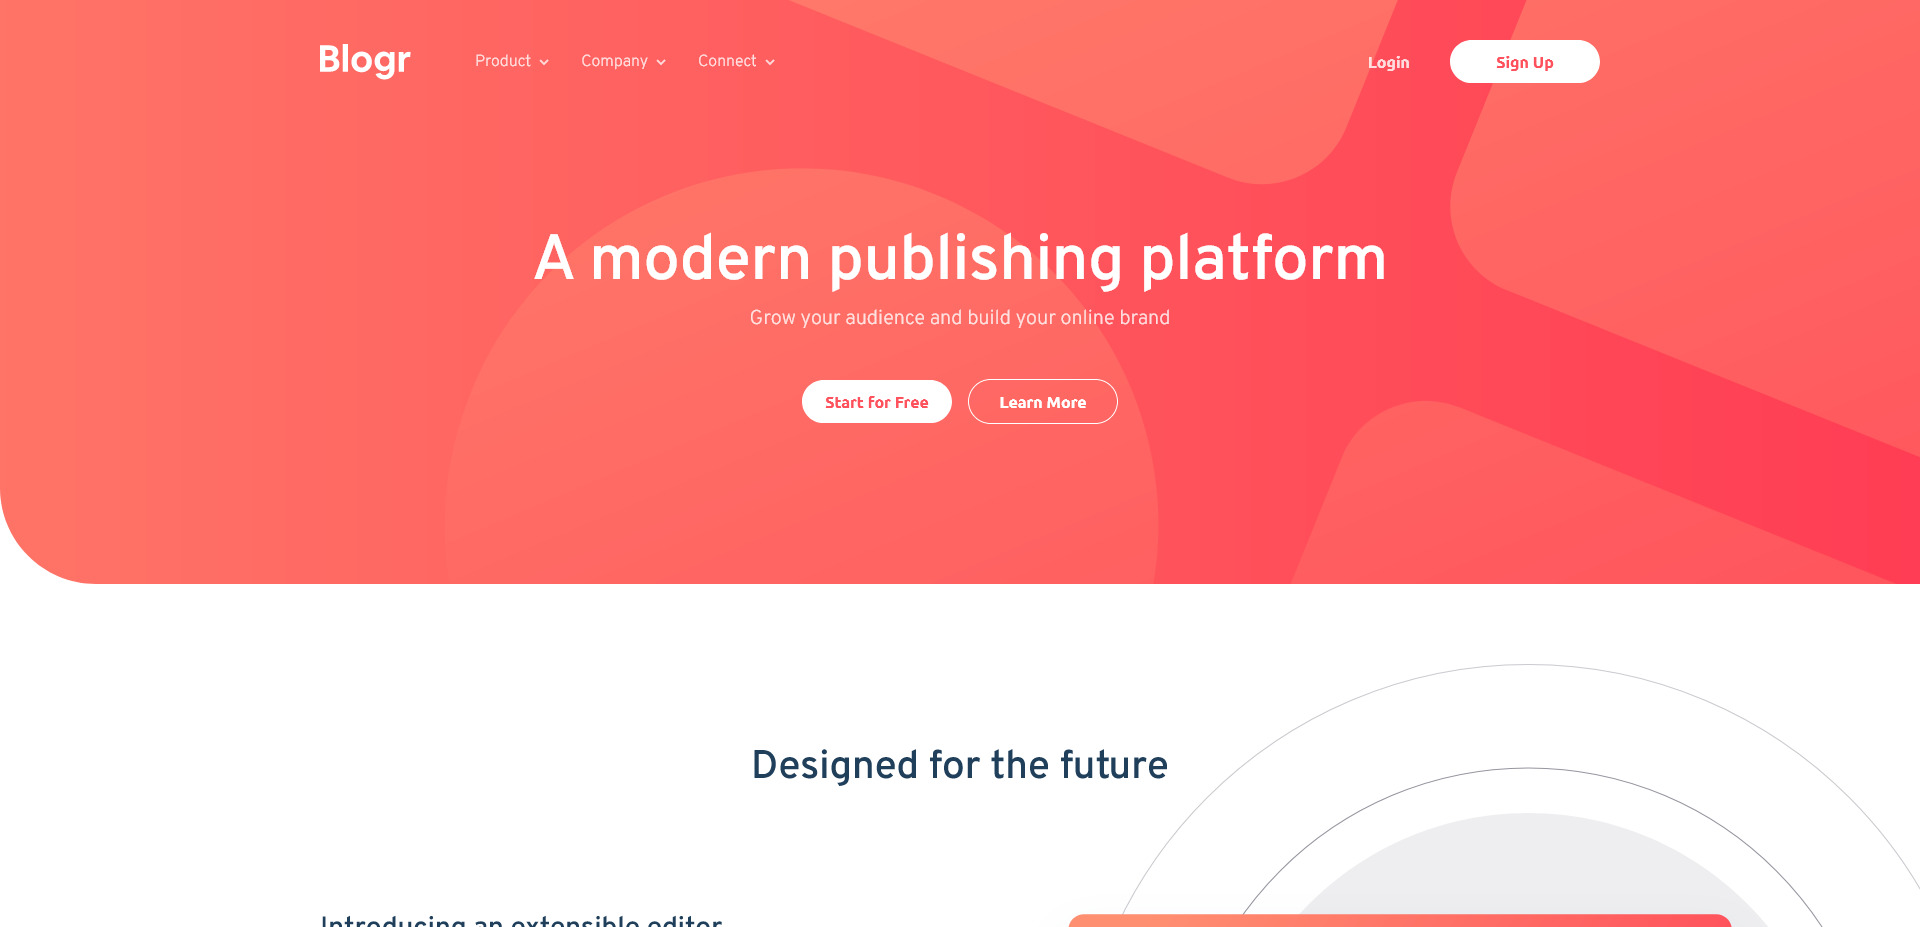 Blogr Product Company Connect Login Sign Up
A modern publishing platform
Grow your audience and build your online brand
Start for Free Learn More
Designed for the future
Introducing an extensible editor